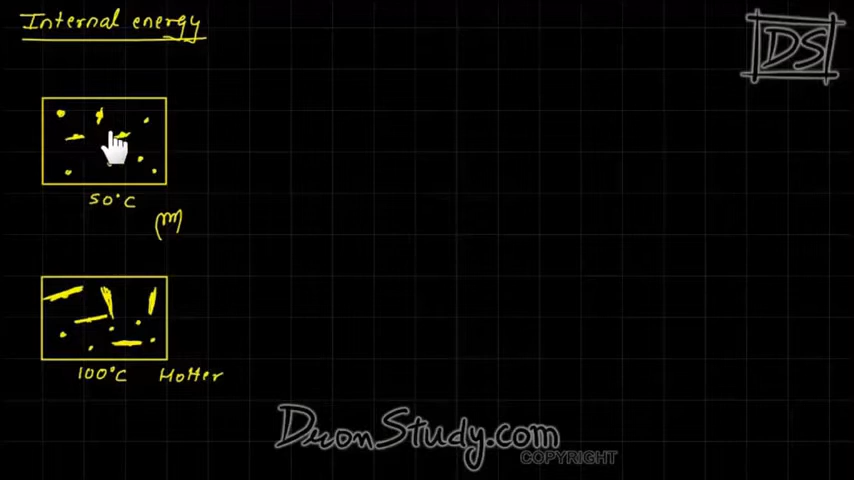 Internal energy
DS
50°C
(m)
100°C Hotter
DronStudy.com
COPYRIGHT